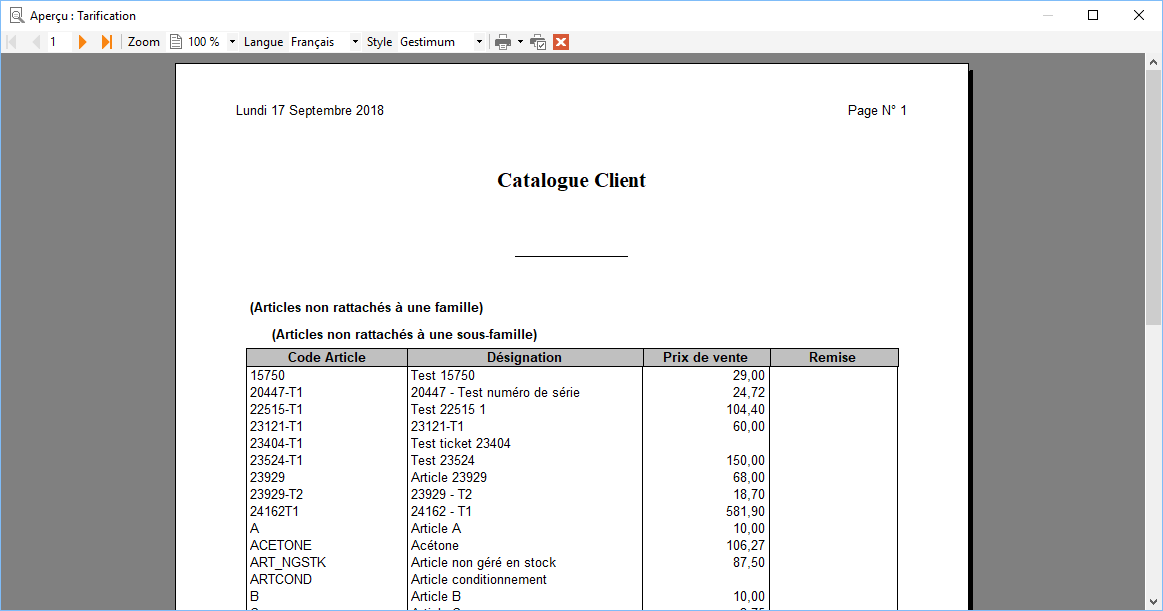 Aperçu : Tarification
1 Zoom 100 % Langue Français Style Gestimum
Lundi 17 Septembre 2018 Page N° 1
Catalogue Client
(Articles non rattachés à une famille)
(Articles non rattachés à une sous-famille)
Code Article Désignation Prix de vente Remise
15750 Test 15750 29,00
20447-T1 20447 - Test numéro de série 24,72
22515-T1 Test 22515 1 104,40
23121-T1 23121-T1 60,00
23404-T1 Test ticket 23404
23524-T1 Test 23524 150,00
23929 Article 23929 68,00
23929-T2 23929 - T2 18,70
24162T1 24162 - T1 581,90
A Article A 10,00
ACETONE Acétone 106,27
ART_NGSTK Article non géré en stock 87,50
ARTCOND Article conditionnement
B Article B 10,00